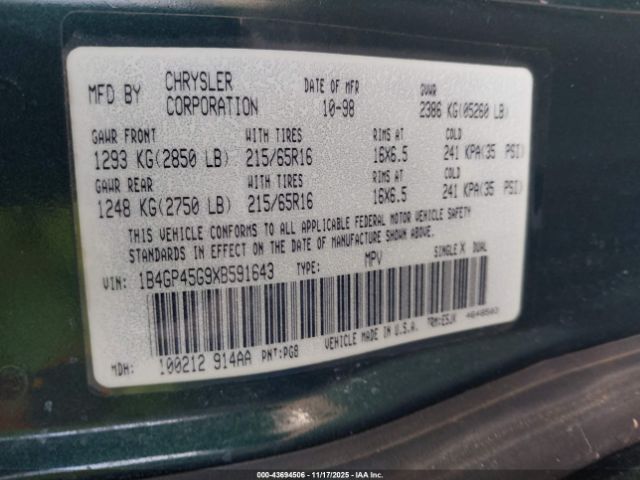 MFD BY CHRYSLER CORPORATION DATE OF MFR 10-98 GVWR 2386 KG(05260 LB)
GAWR FRONT WITH TIRES RIMS AT COLD
1293 KG(2850 LB) 215/65R16 16X6.5 241 KPA(35 PSI)
GAWR REAR WITH TIRES RIMS AT COLD
1248 KG(2750 LB) 215/65R16 16X6.5 241 KPA(35 PSI)
THIS VEHICLE CONFORMS TO ALL APPLICABLE FEDERAL MOTOR VEHICLE SAFETY
STANDARDS IN EFFECT ON THE DATE OF MANUFACTURE SHOWN ABOVE.
VIN: 1B4GP45G9XB591643 TYPE: MPV SINGLE X DUAL
MDH: 100212 914AA PNT:PG8 VEHICLE MADE IN U.S.A. TRM:E5JK 4648503
000-43694506 - 11/17/2025 - IAA Inc.